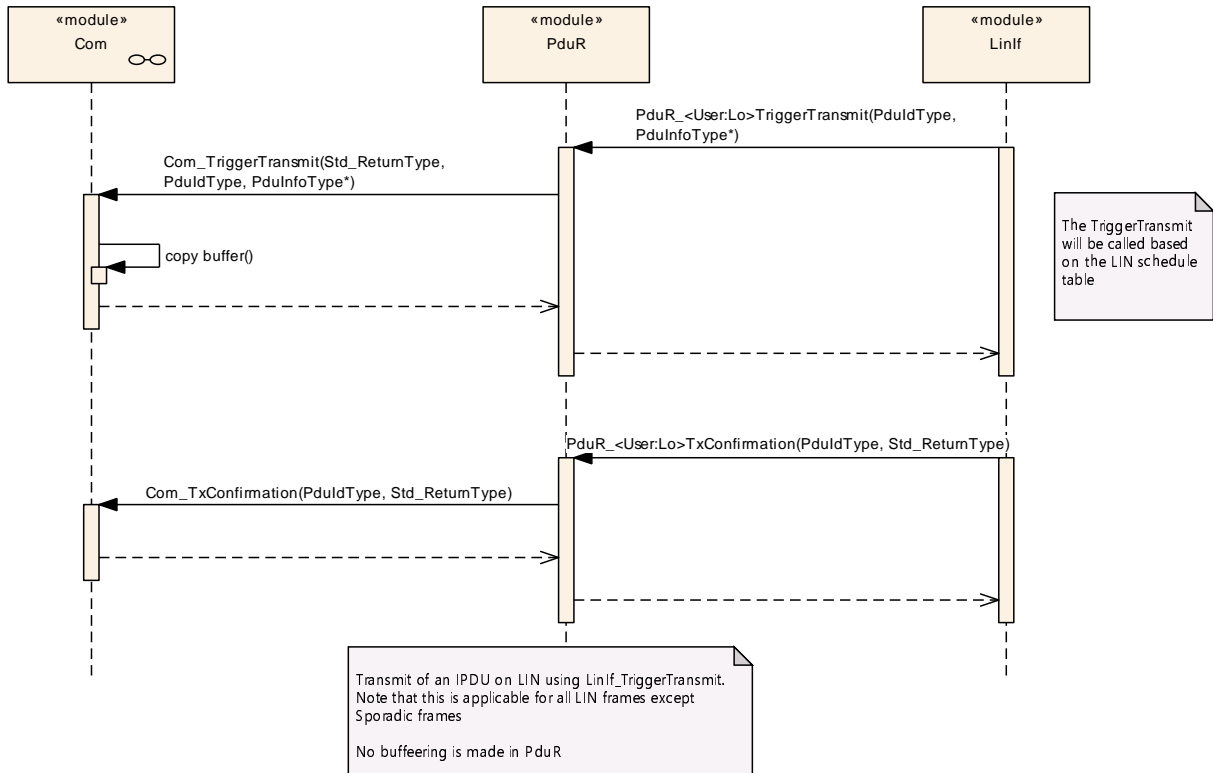 «module»
Com
«module»
PduR
«module»
LinIf
PduR_<User:Lo>TriggerTransmit(PduIdType,
PduInfoType*)
Com_TriggerTransmit(Std_ReturnType,
PduIdType, PduInfoType*)
The TriggerTransmit
will be called based
on the LIN schedule
table
copy buffer()
PduR_<User:Lo>TxConfirmation(PduIdType, Std_ReturnType)
Com_TxConfirmation(PduIdType, Std_ReturnType)
Transmit of an IPDU on LIN using LinIf_TriggerTransmit.
Note that this is applicable for all LIN frames except
Sporadic frames
No buffeering is made in PduR